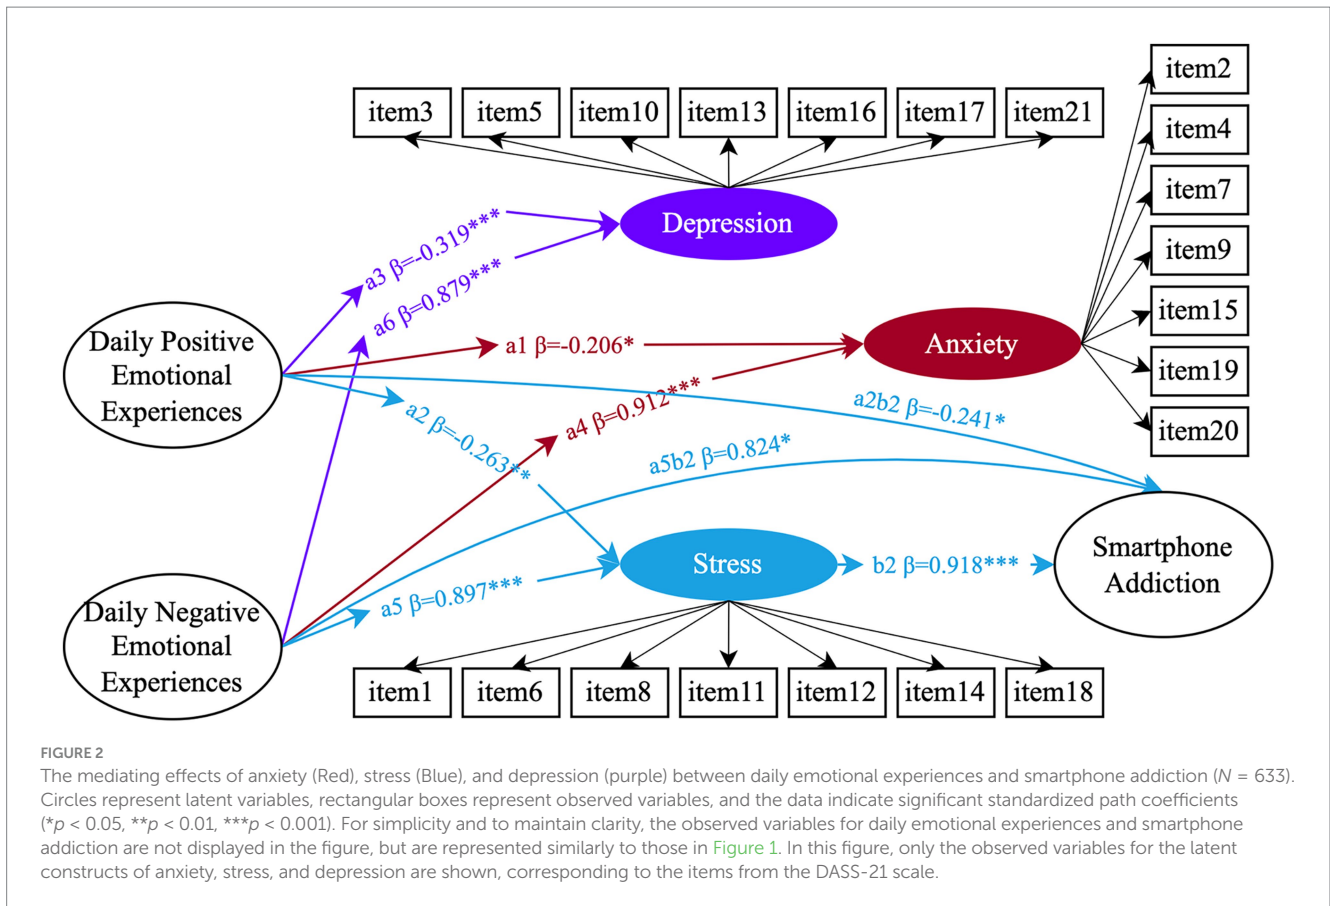 item2
item3
item5
item10
item13
item16
item17
item21
item4
item7
Depression
a3 β=-0.319***
item9
a6 β=0.879***
item15
Daily Positive
Emotional
Experiences
a1 β=-0.206*
Anxiety
item19
a2 β=-0.263**
a4 β=0.912***
a2b2 β=-0.241*
item20
a5b2 β=0.824*
Stress
b2 β=0.918***
Smartphone
Addiction
a5 β=0.897***
Daily Negative
Emotional
Experiences
item1
item6
item8
item11
item12
item14
item18
FIGURE 2
The mediating effects of anxiety (Red), stress (Blue), and depression (purple) between daily emotional experiences and smartphone addiction (N = 633).
Circles represent latent variables, rectangular boxes represent observed variables, and the data indicate significant standardized path coefficients
(*p < 0.05, **p < 0.01, ***p < 0.001). For simplicity and to maintain clarity, the observed variables for daily emotional experiences and smartphone
addiction are not displayed in the figure, but are represented similarly to those in Figure 1. In this figure, only the observed variables for the latent
constructs of anxiety, stress, and depression are shown, corresponding to the items from the DASS-21 scale.